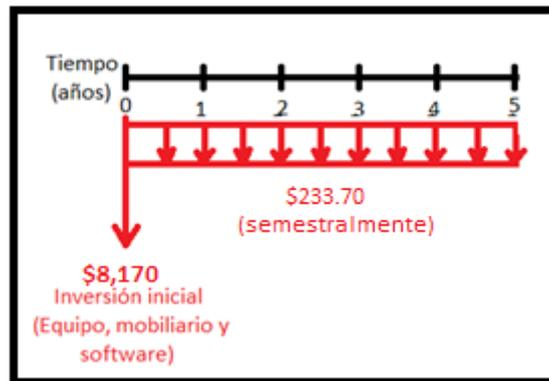 Tiempo
(años)
0 1 2 3 4 5
$233.70
(semestralmente)
$8,170
Inversión inicial
(Equipo, mobiliario y
software)